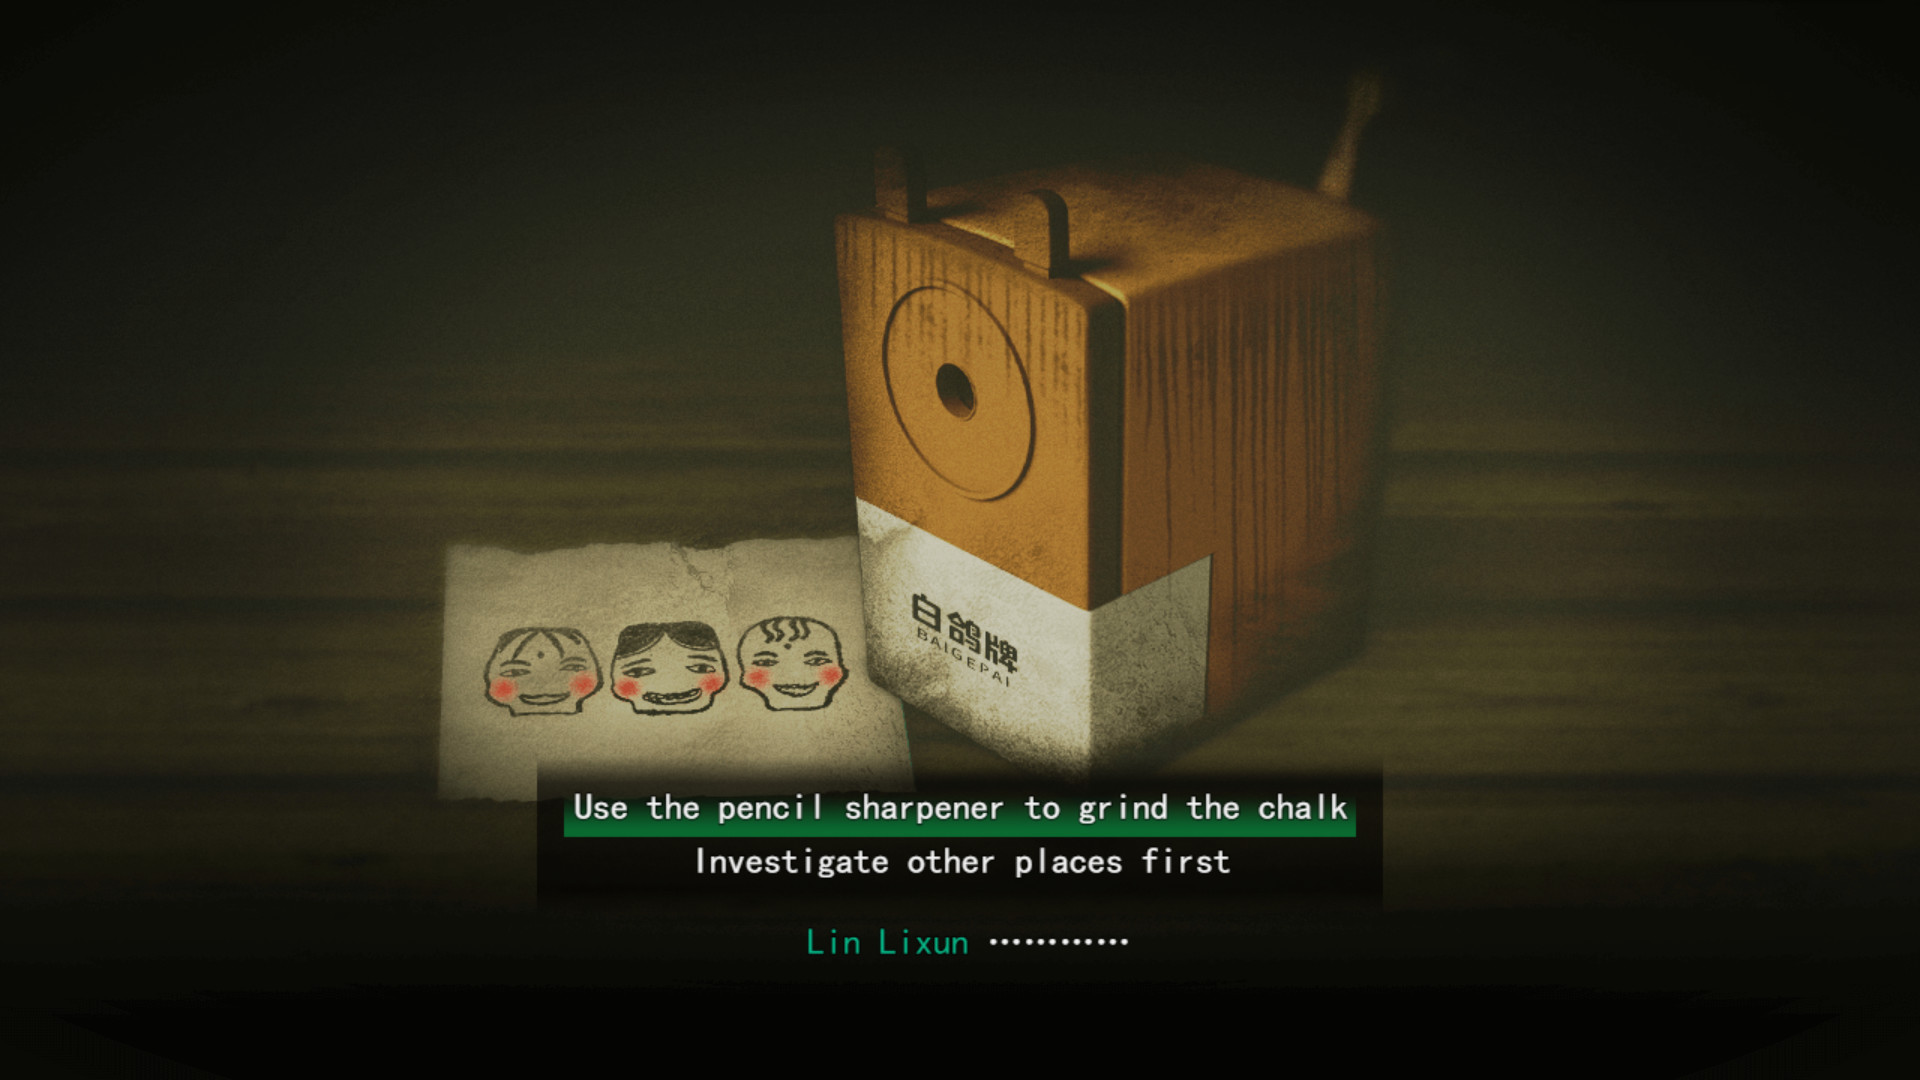 白鸽牌
BAIGEPAI
Use the pencil sharpener to grind the chalk
Investigate other places first
Lin Lixun ············